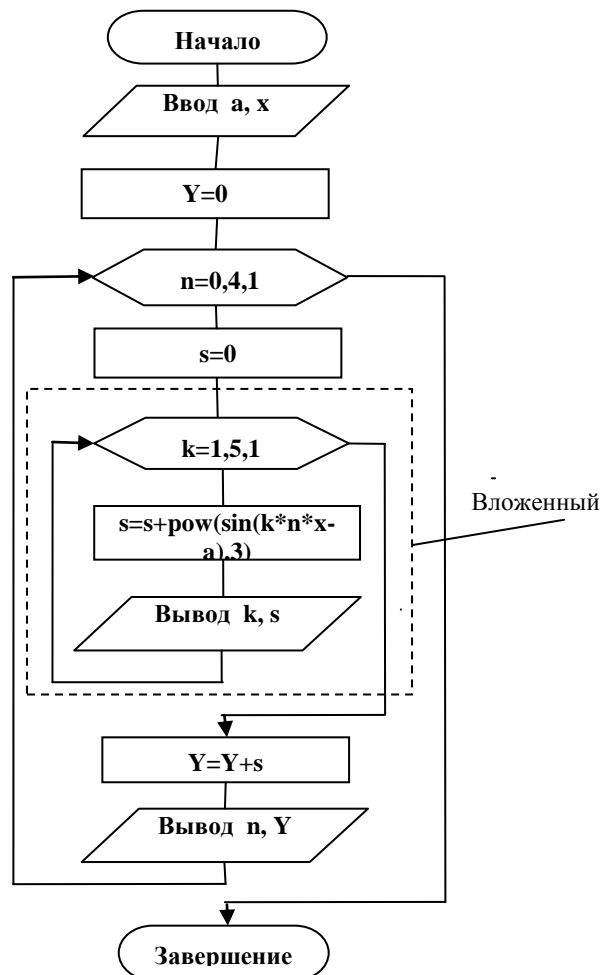 Начало
Ввод a, x
Y=0
n=0,4,1
s=0
k=1,5,1
Вложенный
s=s+pow(sin(k*n*x-
a),3)
Вывод k, s
Y=Y+s
Вывод n, Y
Завершение